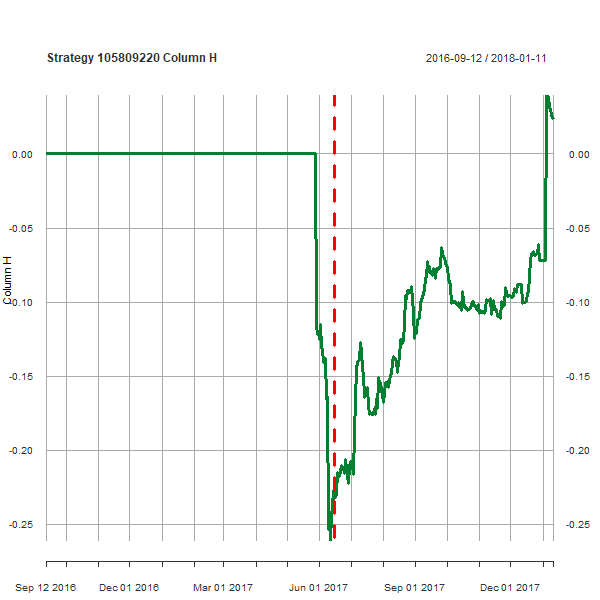 Strategy 105809220 Column H
2016-09-12 / 2018-01-11
0.00
0.00
-0.05
-0.05
Column H
-0.10
-0.10
-0.15
-0.15
-0.20
-0.20
-0.25
-0.25
Sep 12 2016
Dec 01 2016
Mar 01 2017
Jun 01 2017
Sep 01 2017
Dec 01 2017